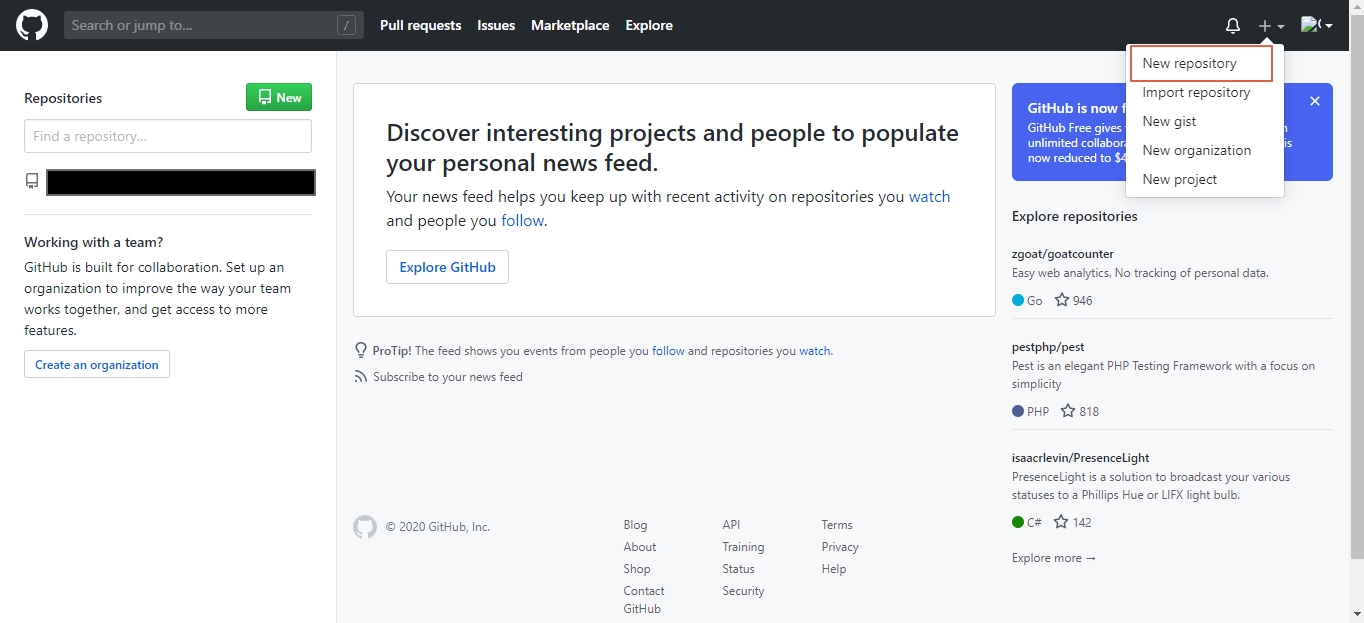 Search or jump to...
/
Pull requests
Issues
Marketplace
Explore
New repository
Import repository
New gist
New organization
New project
Repositories
New
Find a repository...
Working with a team?
GitHub is built for collaboration. Set up an
organization to improve the way your team
works together, and get access to more
features.
Create an organization
Discover interesting projects and people to populate
your personal news feed.
Your news feed helps you keep up with recent activity on repositories you watch
and people you follow.
Explore GitHub
ProTip! The feed shows you events from people you follow and repositories you watch.
Subscribe to your news feed
GitHub is now
GitHub Free gives
unlimited is
now reduced to
Explore repositories
zgoat/goatcounter
Easy web analytics. No tracking of personal data.
Go 946
pestphp/pest
Pest is an elegant PHP Testing Framework with a focus on
simplicity
PHP 818
isaacrlevin/PresenceLight
PresenceLight is a solution to broadcast your various
statuses to a Phillips Hue or LIFX light bulb.
C# 142
Explore more →
© 2020 GitHub, Inc.
Blog
About
Shop
Contact
GitHub
API
Training
Status
Security
Terms
Privacy
Help